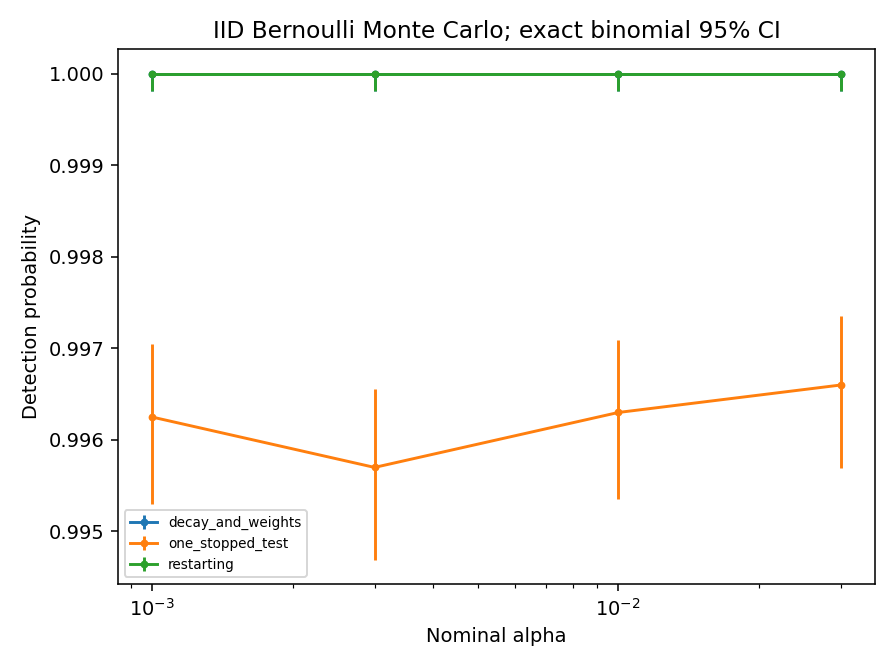 IID Bernoulli Monte Carlo; exact binomial 95% CI
Detection probability
1.000
0.999
0.998
0.997
0.996
0.995
decay_and_weights
one_stopped_test
restarting
10⁻³
10⁻²
Nominal alpha